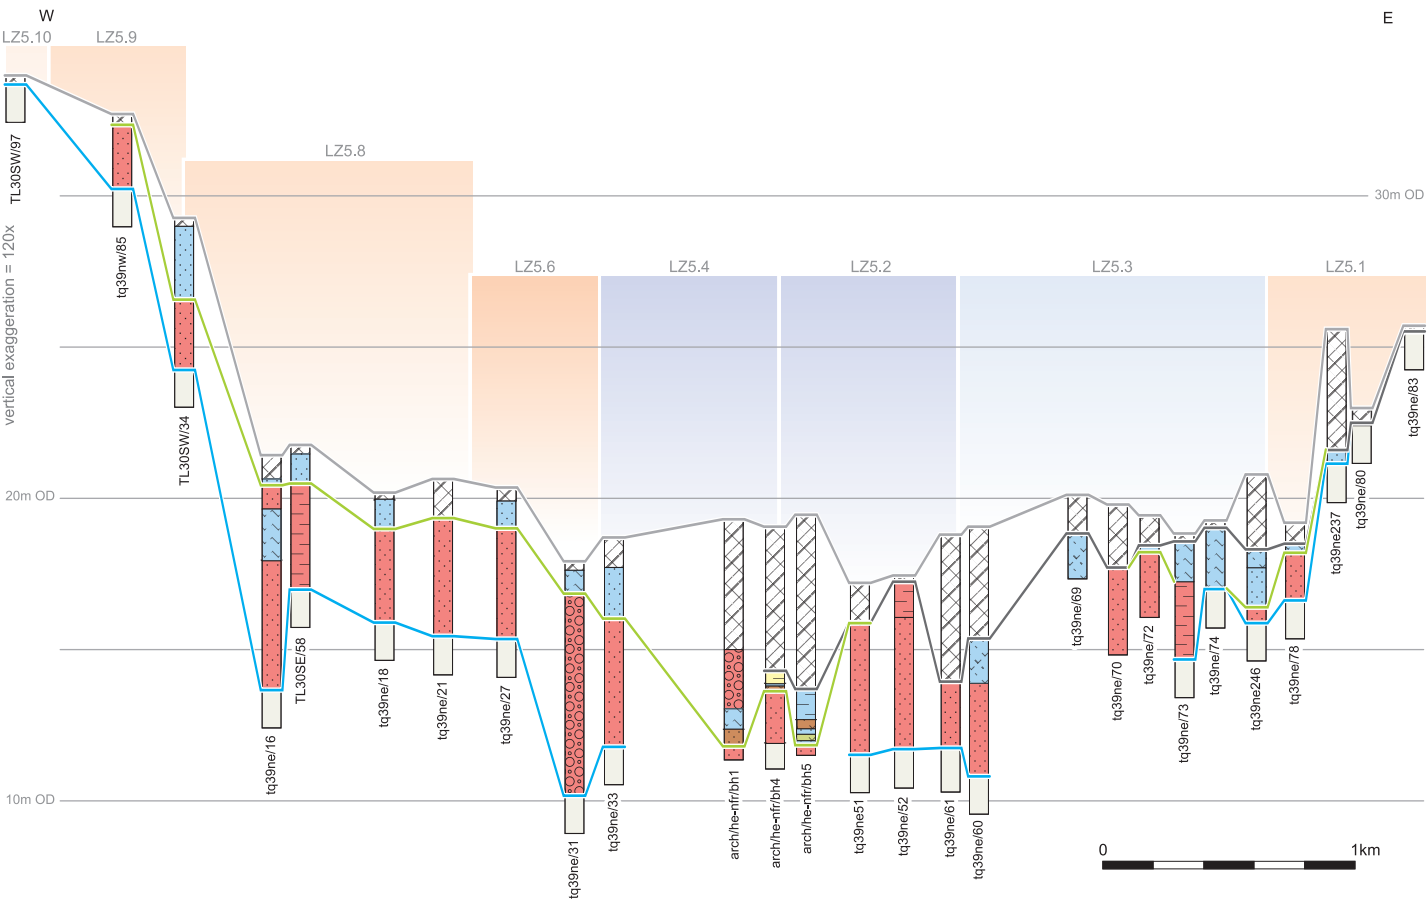 W
E
LZ5.10
LZ5.9
LZ5.8
LZ5.6
LZ5.4
LZ5.2
LZ5.3
LZ5.1
30m OD
20m OD
10m OD
vertical exaggeration = 120x
TL30SW/97
tq39nw/85
TL30SW/34
tq39ne/16
TL30SE/58
tq39ne/18
tq39ne/21
tq39ne/27
tq39ne/31
tq39ne/33
arch/he-nfr/bh1
arch/he-nfr/bh4
arch/he-nfr/bh5
tq39ne51
tq39ne/52
tq39ne/61
tq39ne/60
tq39ne/69
tq39ne/70
tq39ne/72
tq39ne/73
tq39ne/74
tq39ne246
tq39ne/78
tq39ne237
tq39ne/80
tq39ne/83
0
1km